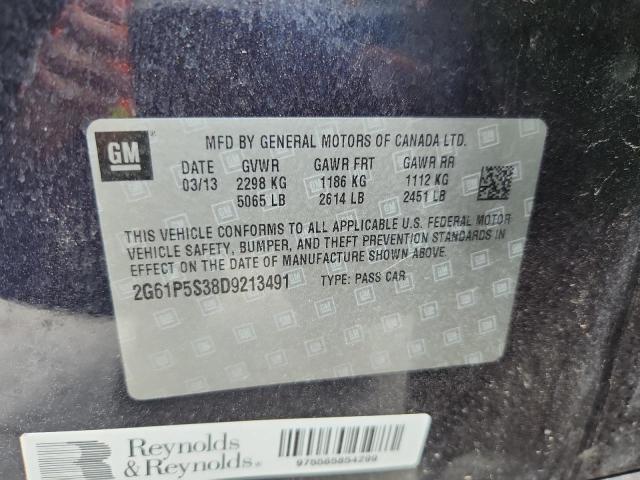 GM
MFD BY GENERAL MOTORS OF CANADA LTD.
DATE GVWR GAWR FRT GAWR RR
03/13 2298 KG 1186 KG 1112 KG
5065 LB 2614 LB 2451 LB
THIS VEHICLE CONFORMS TO ALL APPLICABLE U.S. FEDERAL MOTOR
VEHICLE SAFETY, BUMPER, AND THEFT PREVENTION STANDARDS IN
EFFECT ON THE DATE OF MANUFACTURE SHOWN ABOVE.
2G61P5S38D9213491 TYPE: PASS CAR
Reynolds
& Reynolds®